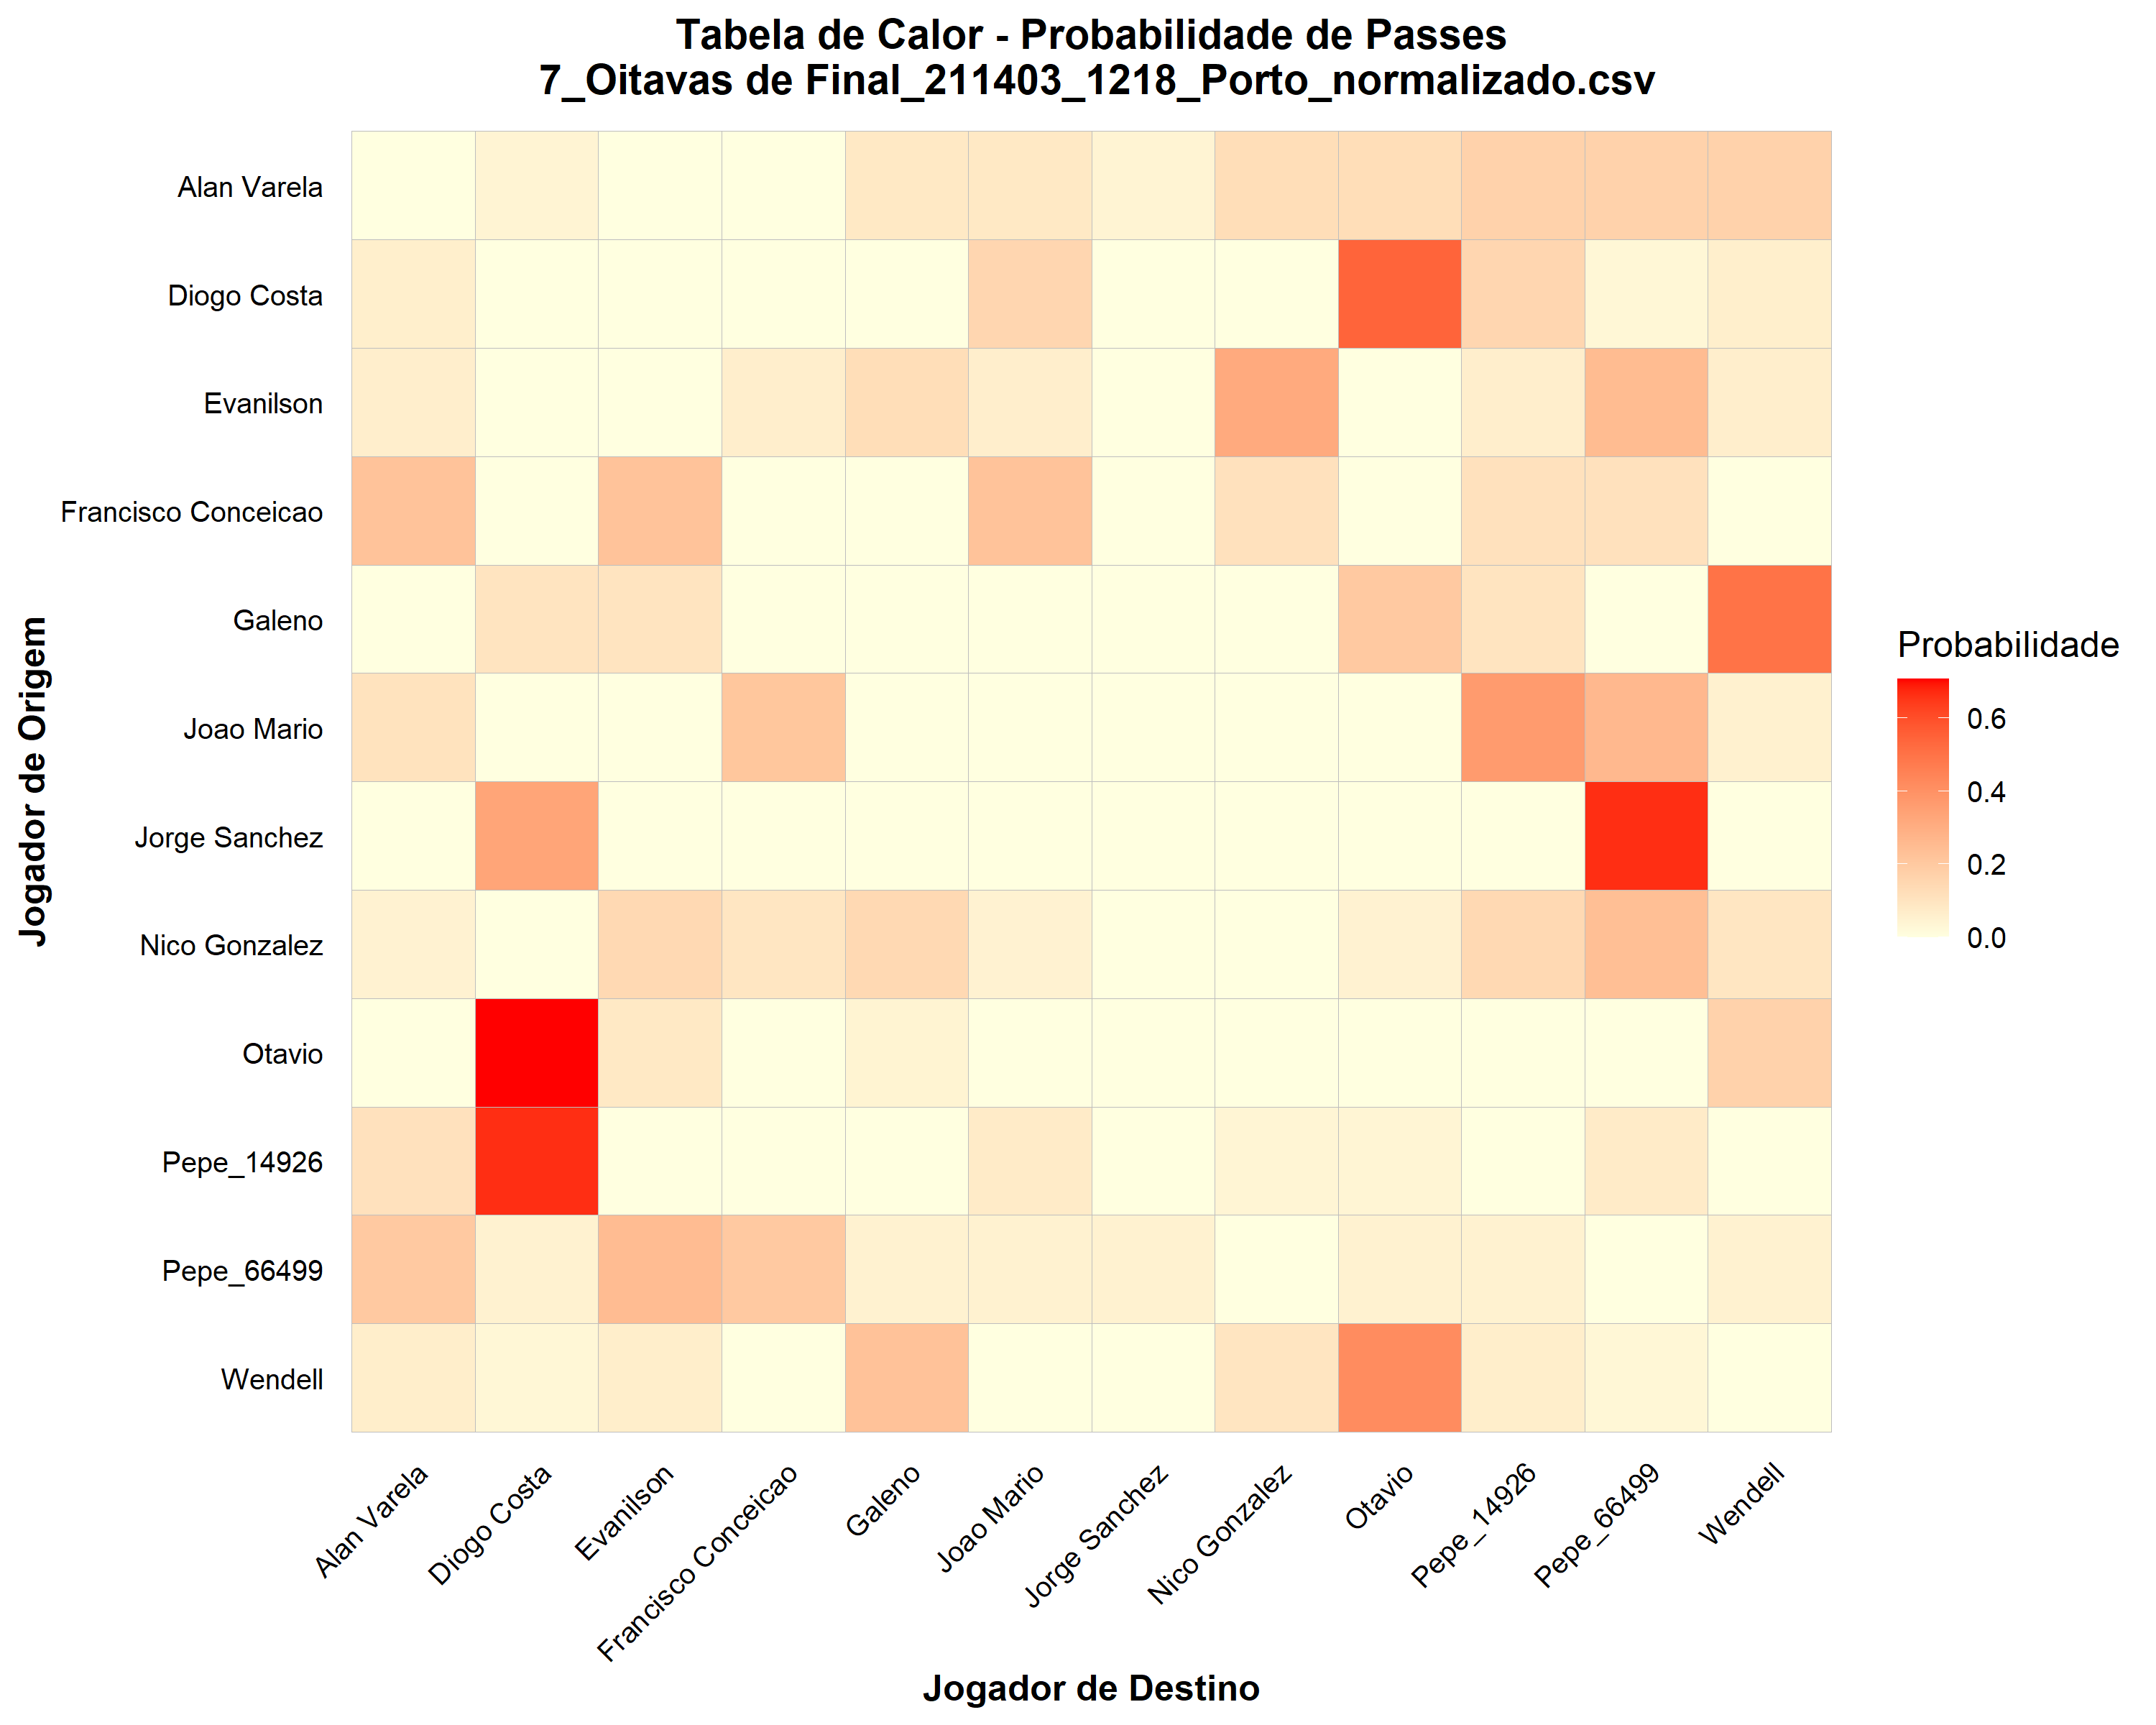 Tabela de Calor - Probabilidade de Passes
7_Oitavas de Final_211403_1218_Porto_normalizado.csv
Jogador de Origem
Alan Varela
Diogo Costa
Evanilson
Francisco Conceicao
Galeno
Joao Mario
Jorge Sanchez
Nico Gonzalez
Otavio
Pepe_14926
Pepe_66499
Wendell
Alan Varela
Diogo Costa
Evanilson
Francisco Conceicao
Galeno
Joao Mario
Jorge Sanchez
Nico Gonzalez
Otavio
Pepe_14926
Pepe_66499
Wendell
Jogador de Destino
Probabilidade
0.6
0.4
0.2
0.0